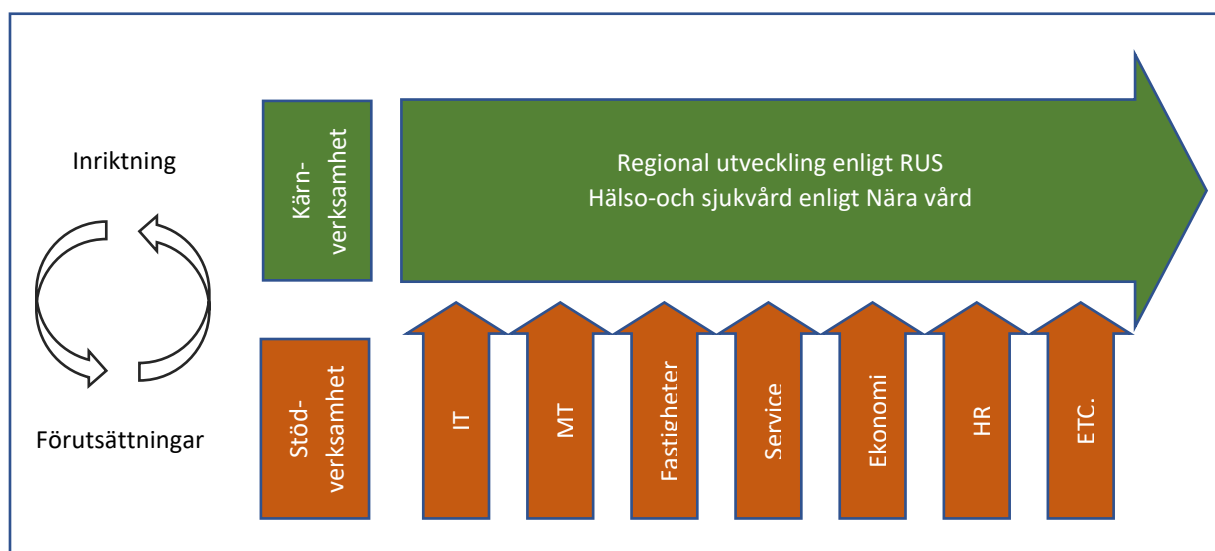 Inriktning
Förutsättningar
Kärn-
verksamhet
Regional utveckling enligt RUS
Hälso-och sjukvård enligt Nära vård
Stöd-
verksamhet
IT
MT
Fastigheter
Service
Ekonomi
HR
ETC.